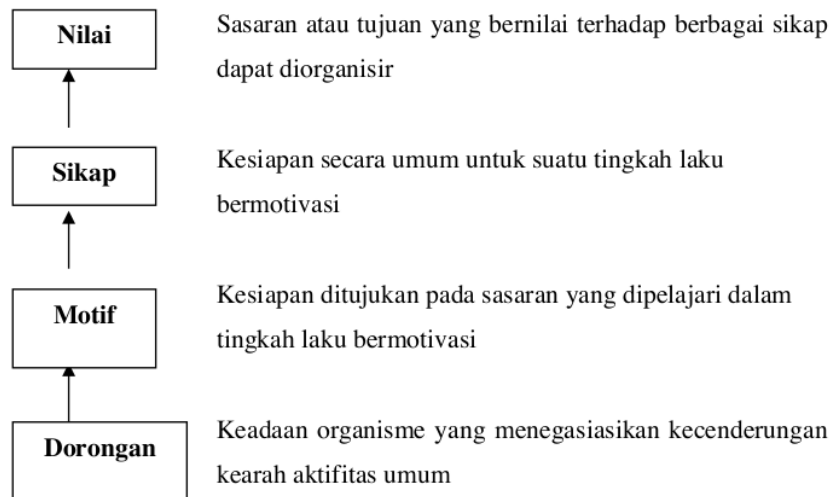 Nilai
Sasaran atau tujuan yang bernilai terhadap berbagai sikap
dapat diorganisir
Sikap
Kesiapan secara umum untuk suatu tingkah laku
bermotivasi
Motif
Kesiapan ditujukan pada sasaran yang dipelajari dalam
tingkah laku bermotivasi
Dorongan
Keadaan organisme yang menegasiasikan kecenderungan
kearah aktifitas umum